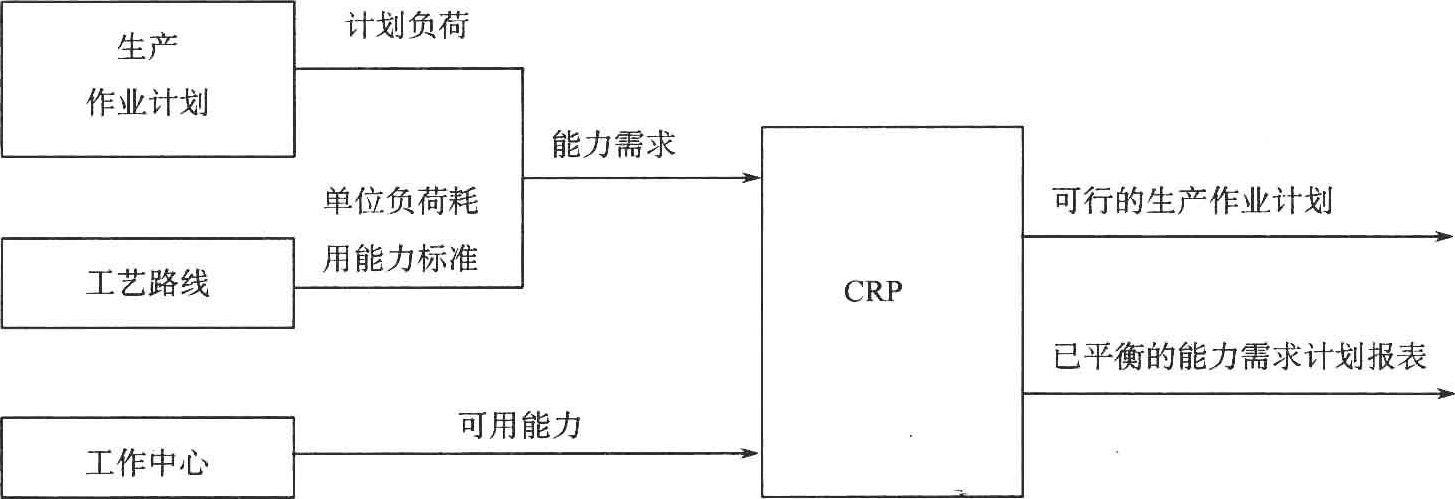 生产
作业计划
计划负荷
能力需求
单位负荷耗
用能力标准
工艺路线
工作中心
可用能力
CRP
可行的生产作业计划
已平衡的能力需求计划报表